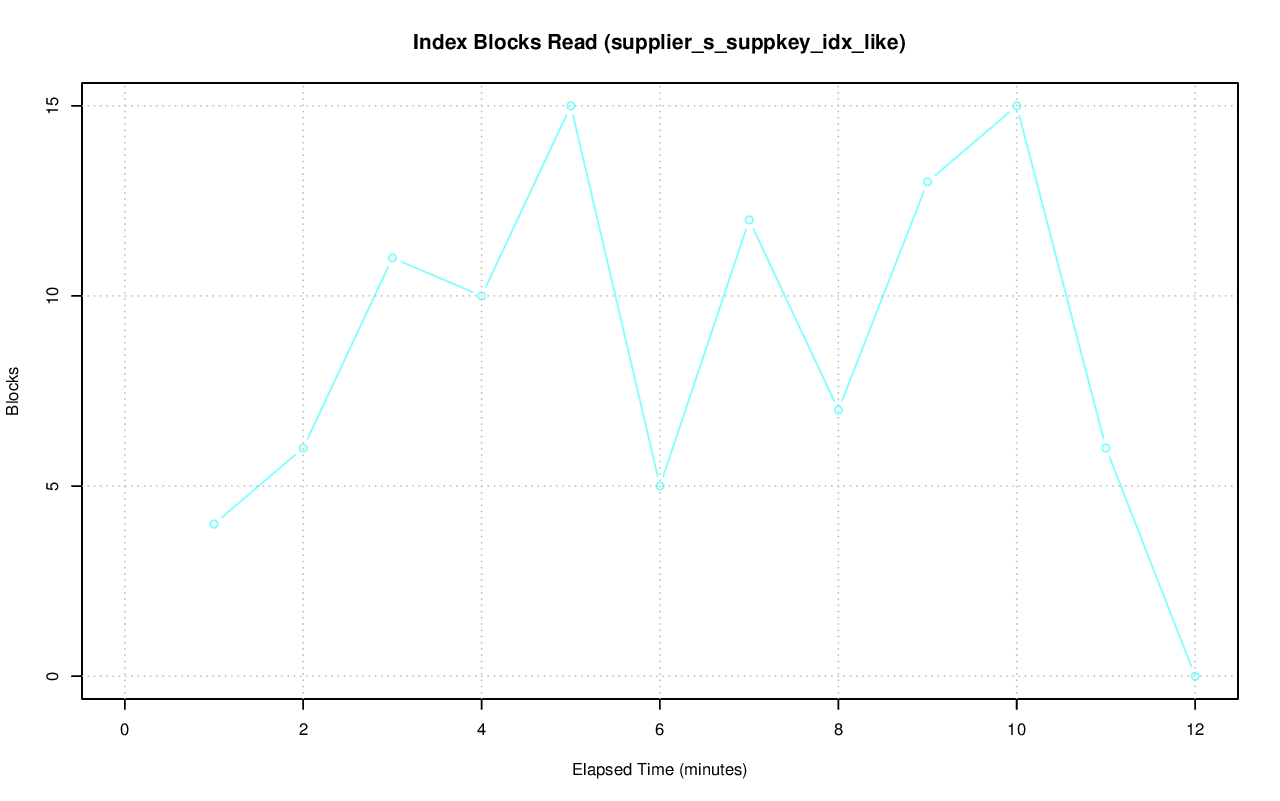 Index Blocks Read (supplier_s_suppkey_idx_like)
15
10
5
0
Blocks
0 2 4 6 8 10 12
Elapsed Time (minutes)